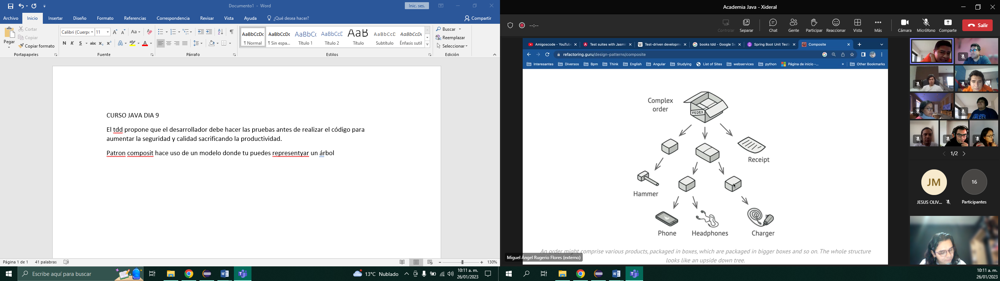 Documento1 - Word
Inic. ses.
Archivo Inicio Insertar Diseño Formato Referencias Correspondencia Revisar Vista Ayuda ¿Qué desea hacer? Compartir
Pegar
Cortar
Copiar
Copiar formato
Portapapeles
Calibri (Cuerpo 11
N K S abc x₂ x²
Fuente
Párrafo
AaBbCcDc AaBbCcDc AaBbCc AaBbCcD AaB AaBbCcD AaBbCcDc
¶ Normal ¶ Sin espa... Título 1 Título 2 Título Subtítulo Énfasis sutil
Estilos
Buscar
Reemplazar
Seleccionar
Edición
CURSO JAVA DIA 9
El tdd propone que el desarrollador debe hacer las pruebas antes de realizar el código para
aumentar la seguridad y calidad sacrificando la productividad.
Patron composit hace uso de un modelo donde tu puedes representyar un árbol
Página 1 de 1 41 palabras 130%
Escribe aquí para buscar
13°C Nublado
10:11 a. m.
26/01/2023
Academia Java - Xideral
--:--
Controlar Separar Chat Gente Participar Reaccionar Vista Más Cámara Micrófono Comparte Salir
Amigoscode - YouTube Test suites with Jasmi Test-driven developme books tdd - Google Se Spring Boot Unit Testi Composite
refactoring.guru/design-patterns/composite
Interesantes Diversos Bpm Think English Angular Studying List of Sites webservices python Página de inicio -... » Other Bookmarks
Complex
order
FEDEX
Receipt
Hammer
Phone Headphones Charger
An order might comprise various products, packaged in boxes, which are packaged in bigger boxes and so on. The whole structure
looks like an upside down tree.
Miguel Ángel Rugerio Flores (externo)
1/2
JM
16
JESUS OLIV...
Participantes
10:11 a. m.
26/01/2023